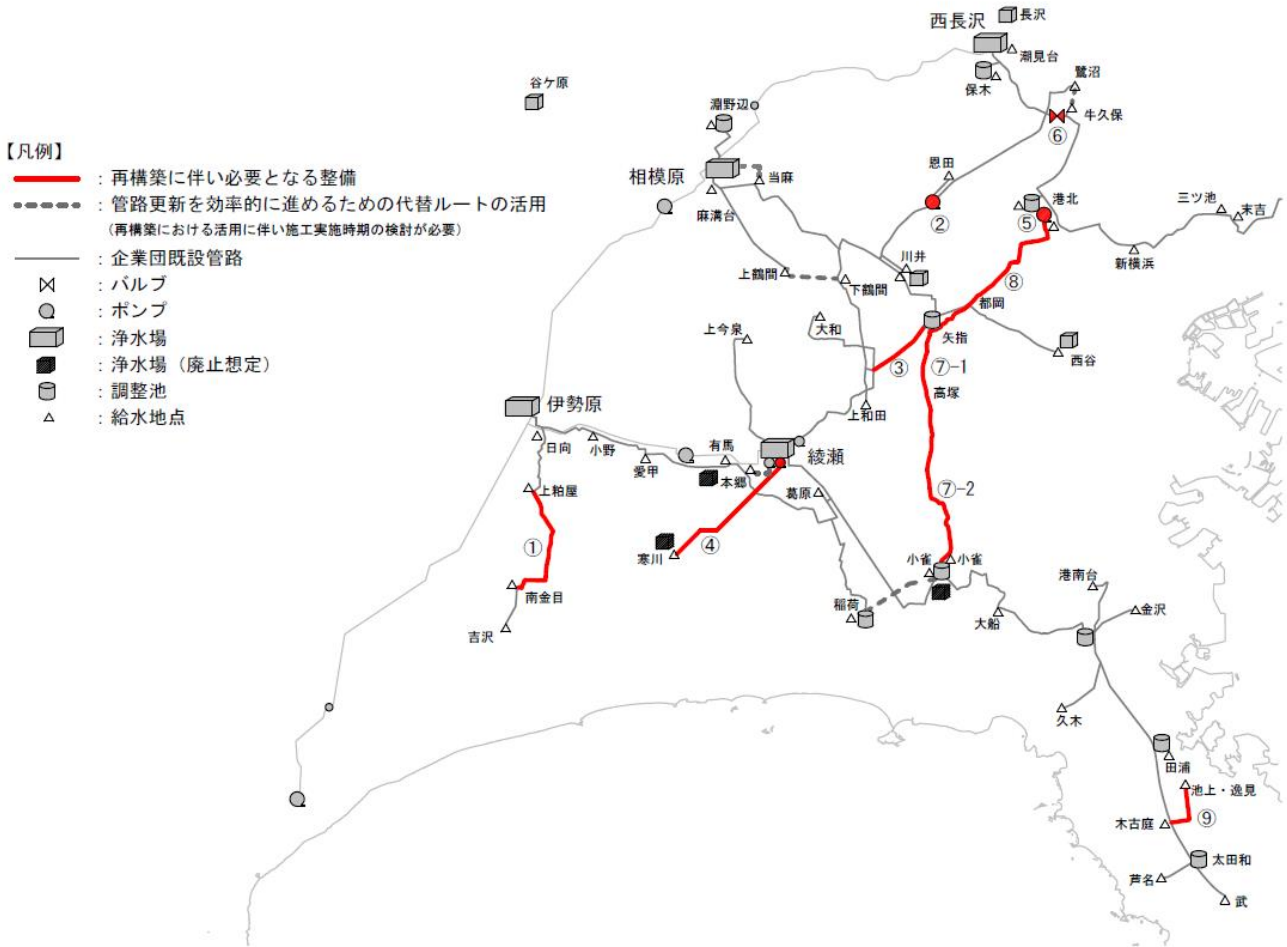 西長沢
長沢
潮見台
保木
鷺沼
牛久保
⑥
谷ケ原
淵野辺
相模原
当麻
麻溝台
恩田
②
⑤
港北
三ツ池
末吉
新横浜
【凡例】
：再構築に伴い必要となる整備
：管路更新を効率的に進めるための代替ルートの活用
（再構築における活用に伴い施工実施時期の検討が必要）
：企業団既設管路
：バルブ
：ポンプ
：浄水場
：浄水場（廃止想定）
：調整池
：給水地点
上鶴間
下鶴間
川井
⑧
都岡
矢指
西谷
上今泉
大和
③
⑦-1
高塚
上和田
伊勢原
日向
小野
愛甲
有馬
本郷
綾瀬
葛原
⑦-2
上粕屋
①
南金目
吉沢
寒川
④
小雀
小雀
稲荷
大船
港南台
金沢
久木
田浦
池上・逸見
木古庭
⑨
太田和
芦名
武